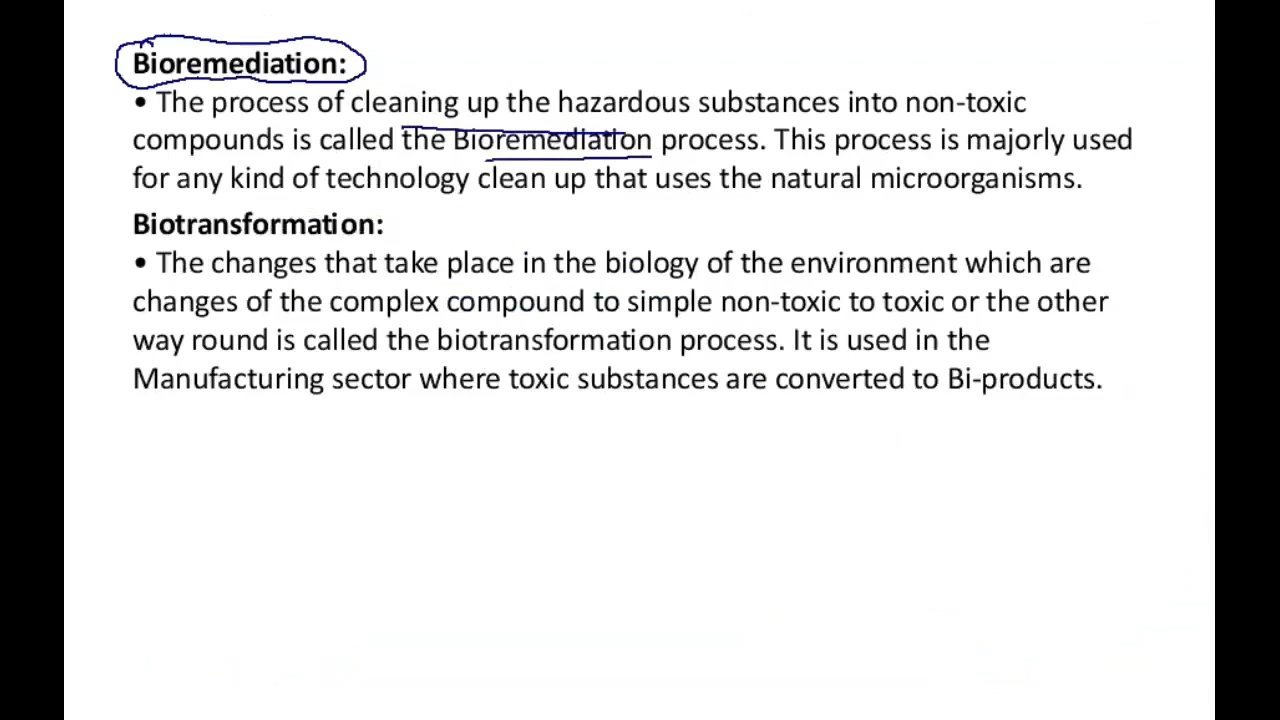 Bioremediation:
• The process of cleaning up the hazardous substances into non-toxic
compounds is called the Bioremediation process. This process is majorly used
for any kind of technology clean up that uses the natural microorganisms.
Biotransformation:
• The changes that take place in the biology of the environment which are
changes of the complex compound to simple non-toxic to toxic or the other
way round is called the biotransformation process. It is used in the
Manufacturing sector where toxic substances are converted to Bi-products.